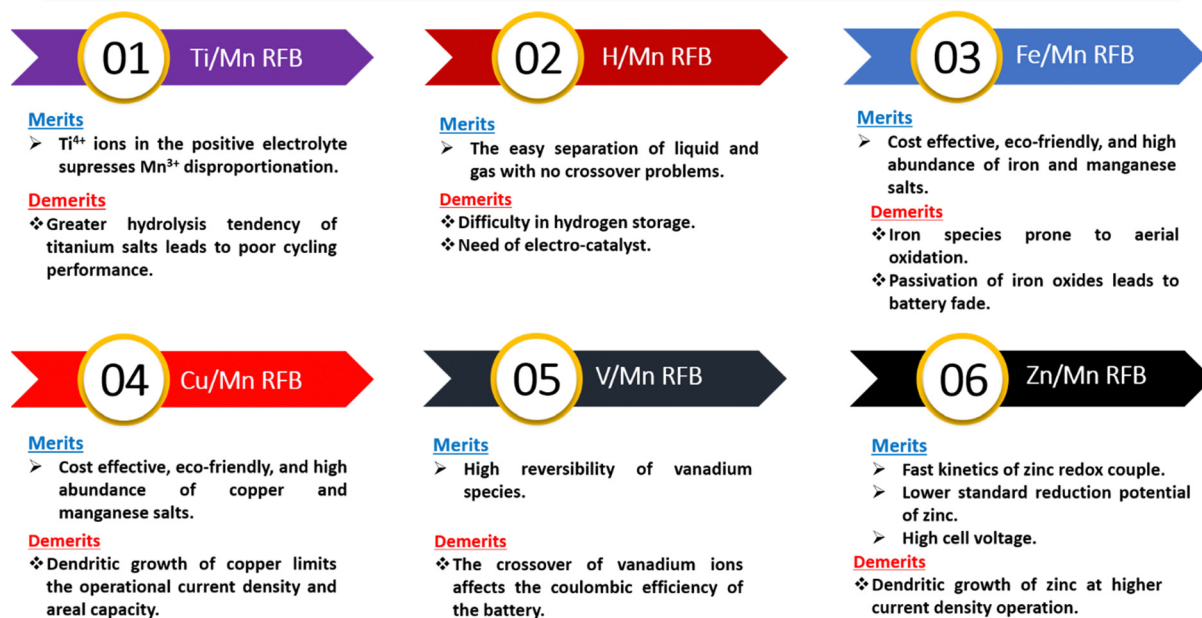 01 Ti/Mn RFB
Merits
➢ Ti⁴⁺ ions in the positive electrolyte
supresses Mn³⁺ disproportionation.
Demerits
❖Greater hydrolysis tendency of
titanium salts leads to poor cycling
performance.
02 H/Mn RFB
Merits
➢ The easy separation of liquid and
gas with no crossover problems.
Demerits
❖Difficulty in hydrogen storage.
❖Need of electro-catalyst.
03 Fe/Mn RFB
Merits
➢ Cost effective, eco-friendly, and high
abundance of iron and manganese
salts.
Demerits
❖Iron species prone to aerial
oxidation.
❖Passivation of iron oxides leads to
battery fade.
04 Cu/Mn RFB
Merits
➢ Cost effective, eco-friendly, and high
abundance of copper and
manganese salts.
Demerits
❖Dendritic growth of copper limits
the operational current density and
areal capacity.
05 V/Mn RFB
Merits
➢ High reversibility of vanadium
species.
Demerits
❖The crossover of vanadium ions
affects the coulombic efficiency of
the battery.
06 Zn/Mn RFB
Merits
➢ Fast kinetics of zinc redox couple.
➢ Lower standard reduction potential
of zinc.
➢ High cell voltage.
Demerits
❖Dendritic growth of zinc at higher
current density operation.